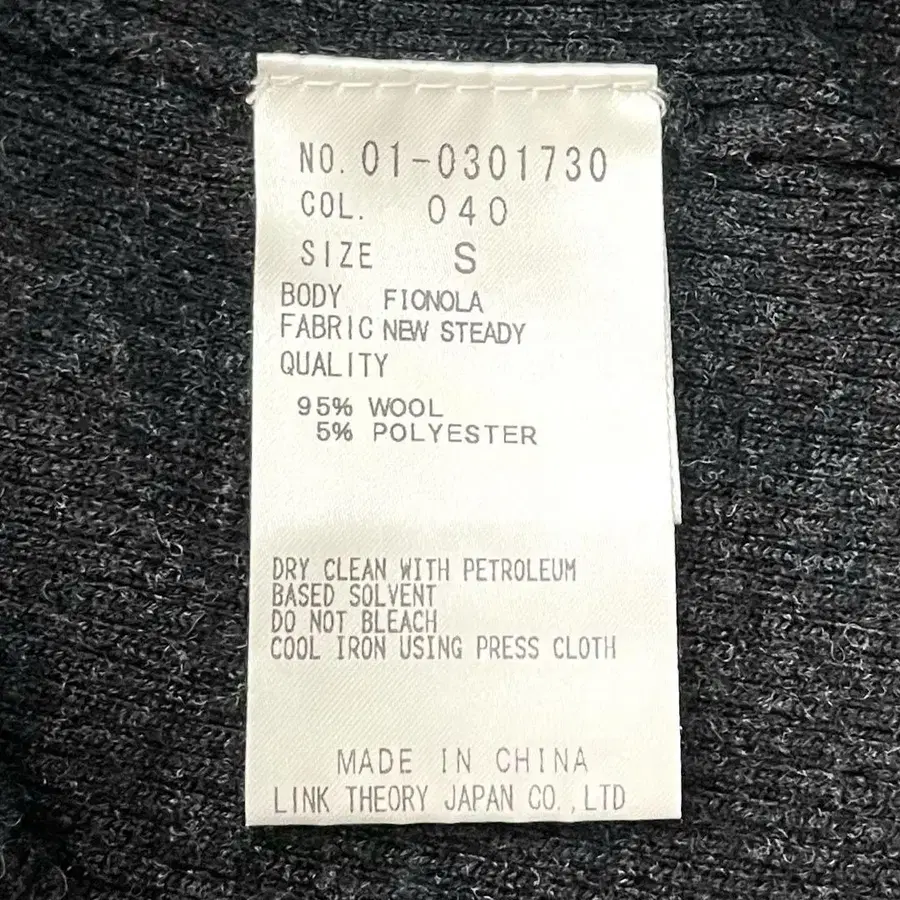 NO. 01-0301730
COL. 040
SIZE S
BODY FIONOLA
FABRIC NEW STEADY
QUALITY
95% WOOL
5% POLYESTER
DRY CLEAN WITH PETROLEUM
BASED SOLVENT
DO NOT BLEACH
COOL IRON USING PRESS CLOTH
MADE IN CHINA
LINK THEORY JAPAN CO.,LTD